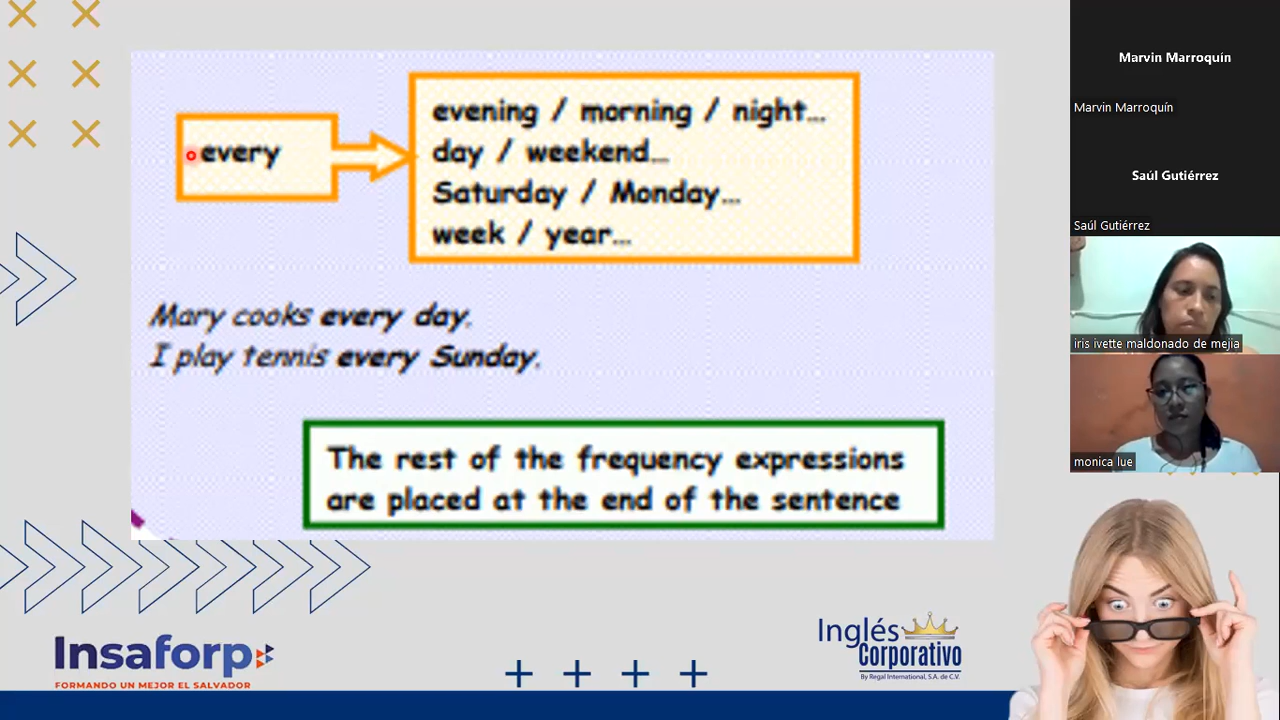 every
evening / morning / night...
day / weekend...
Saturday / Monday...
week / year...
Mary cooks every day.
I play tennis every Sunday.
The rest of the frequency expressions
are placed at the end of the sentence
Insaforp
FORMANDO UN MEJOR EL SALVADOR
Inglés
Corporativo
By Regal International, S.A. de C.V.
Marvin Marroquín
Marvin Marroquín
Saúl Gutiérrez
Saúl Gutiérrez
iris ivette maldonado de mejia
monica lue